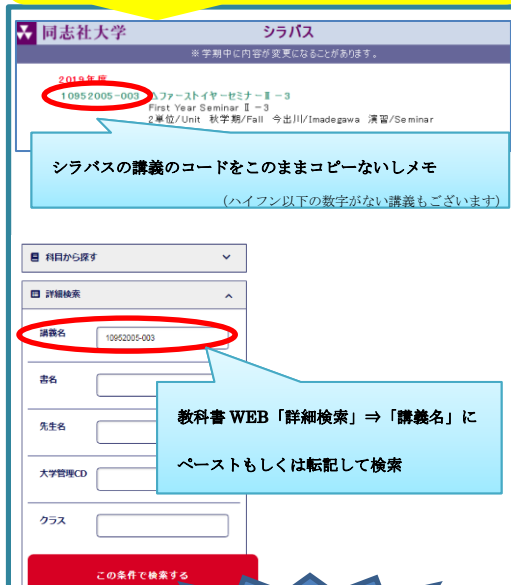 同志社大学
シラバス
※学期中に内容が変更になることがあります。
2019年度
10952005-003 △ファーストイヤーセミナーⅡ-3
First Year Seminar Ⅱ -3
2単位/Unit 秋学期/Fall 今出川/Imadegawa 演習/Seminar
シラバスの講義のコードをこのままコピーないしメモ
(ハイフン以下の数字がない講義もございます)
科目から探す
詳細検索
講義名
10952005-003
書名
先生名
大学管理CD
クラス
教科書 WEB「詳細検索」⇒「講義名」に
ペーストもしくは転記して検索
この条件で検索する